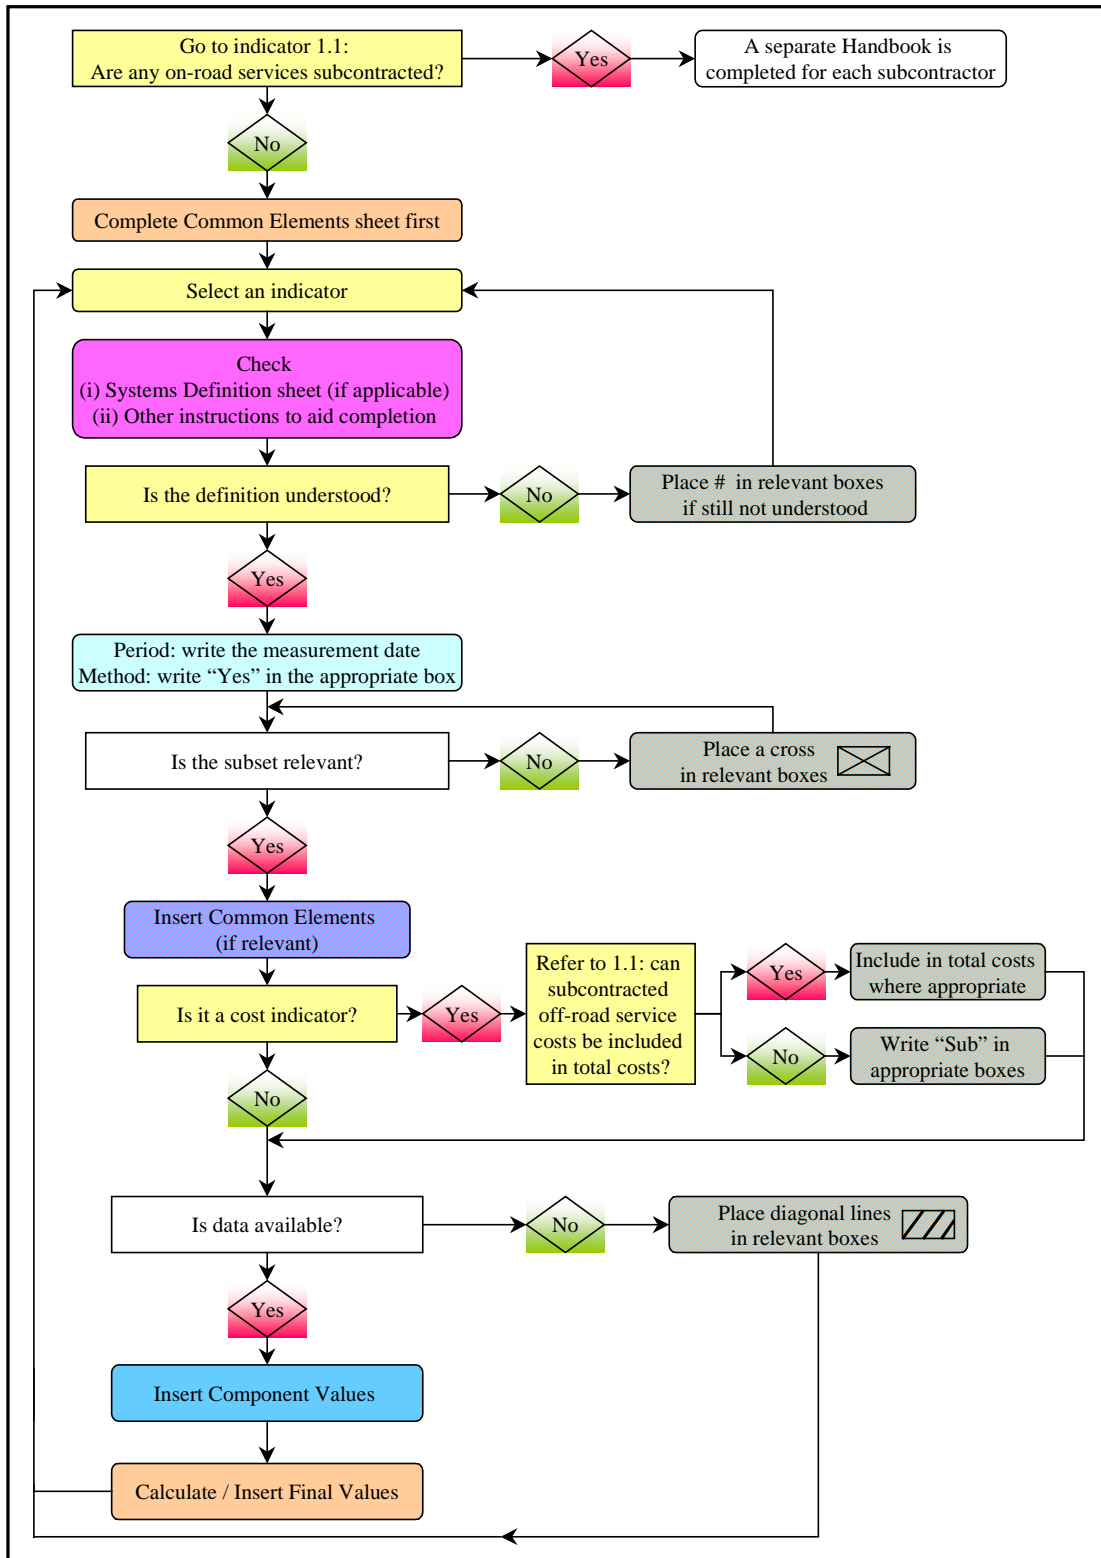 Go to indicator 1.1:
Are any on-road services subcontracted?
Yes
A separate Handbook is
completed for each subcontractor
No
Complete Common Elements sheet first
Select an indicator
Check
(i) Systems Definition sheet (if applicable)
(ii) Other instructions to aid completion
Is the definition understood?
No
Place # in relevant boxes
if still not understood
Yes
Period: write the measurement date
Method: write “Yes” in the appropriate box
Is the subset relevant?
No
Place a cross
in relevant boxes
Yes
Insert Common Elements
(if relevant)
Is it a cost indicator?
Yes
Refer to 1.1: can
subcontracted
off-road service
costs be included
in total costs?
Yes
Include in total costs
where appropriate
No
Write “Sub” in
appropriate boxes
No
Is data available?
No
Place diagonal lines
in relevant boxes
Yes
Insert Component Values
Calculate / Insert Final Values